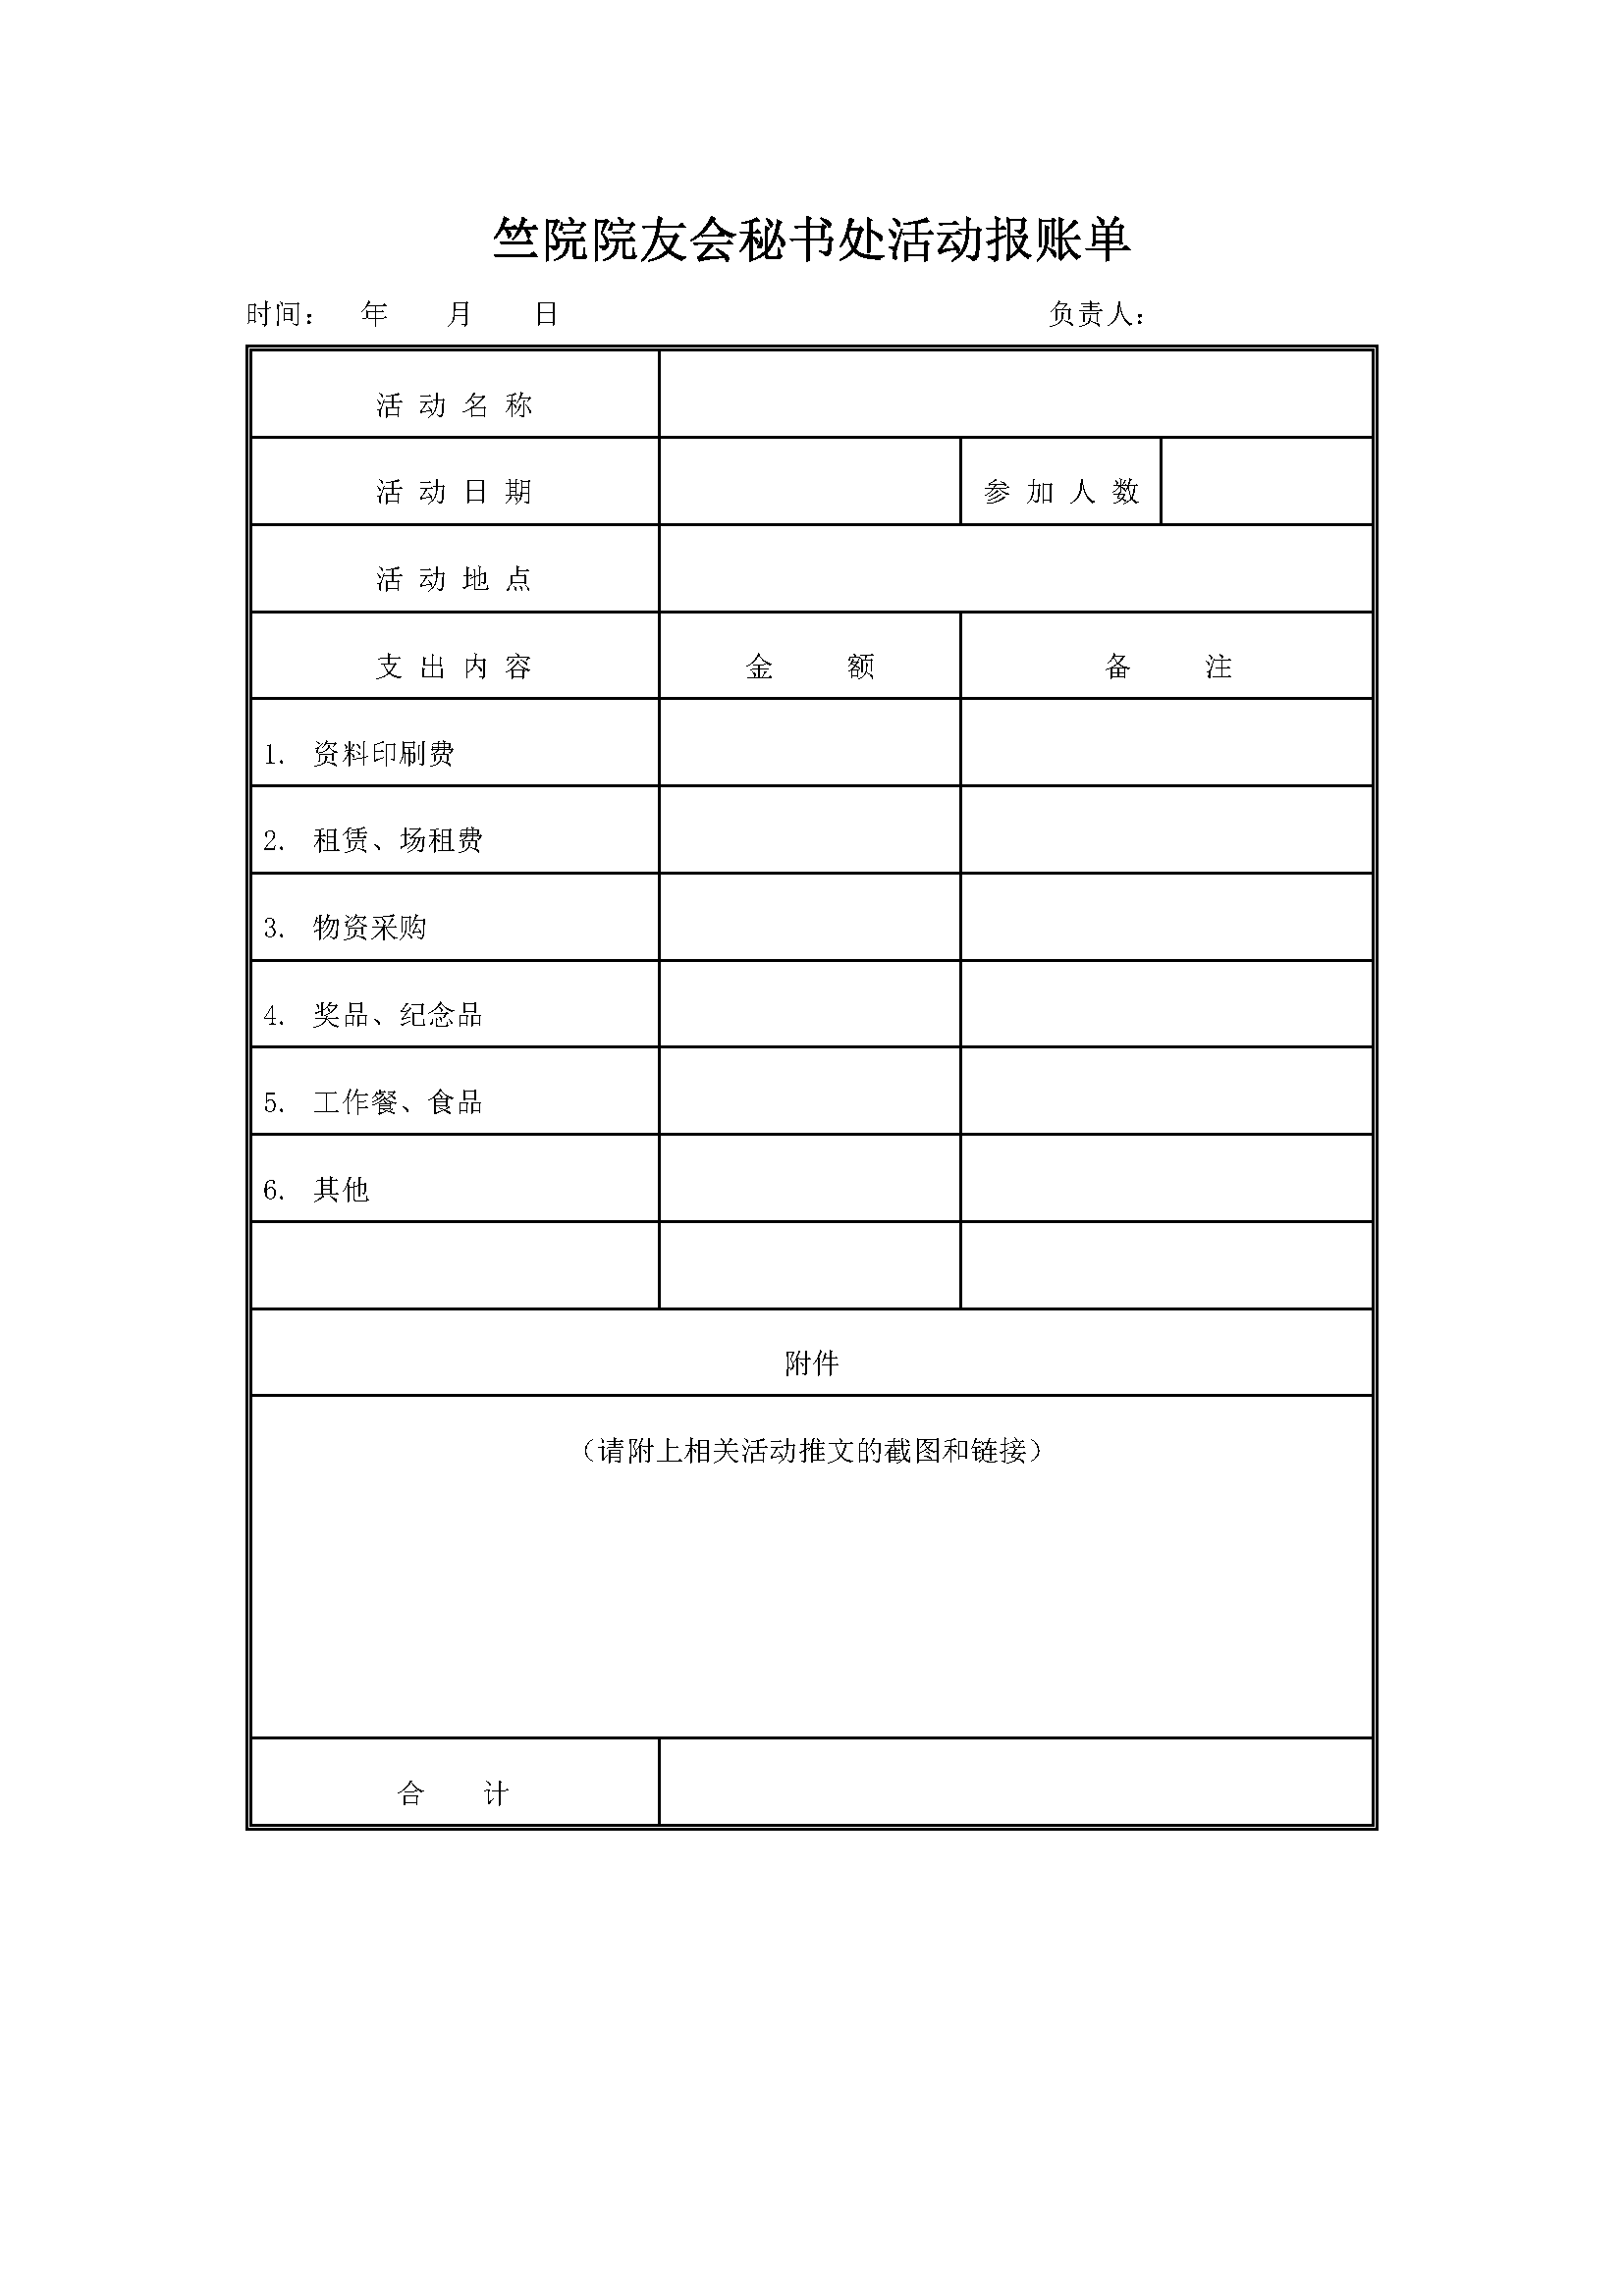 竺院院友会秘书处活动报账单
时间： 年 月 日 负责人：
活 动 名 称
活 动 日 期 参 加 人 数
活 动 地 点
支 出 内 容 金 额 备 注
1. 资料印刷费
2. 租赁、场租费
3. 物资采购
4. 奖品、纪念品
5. 工作餐、食品
6. 其他
附件
（请附上相关活动推文的截图和链接）
合 计